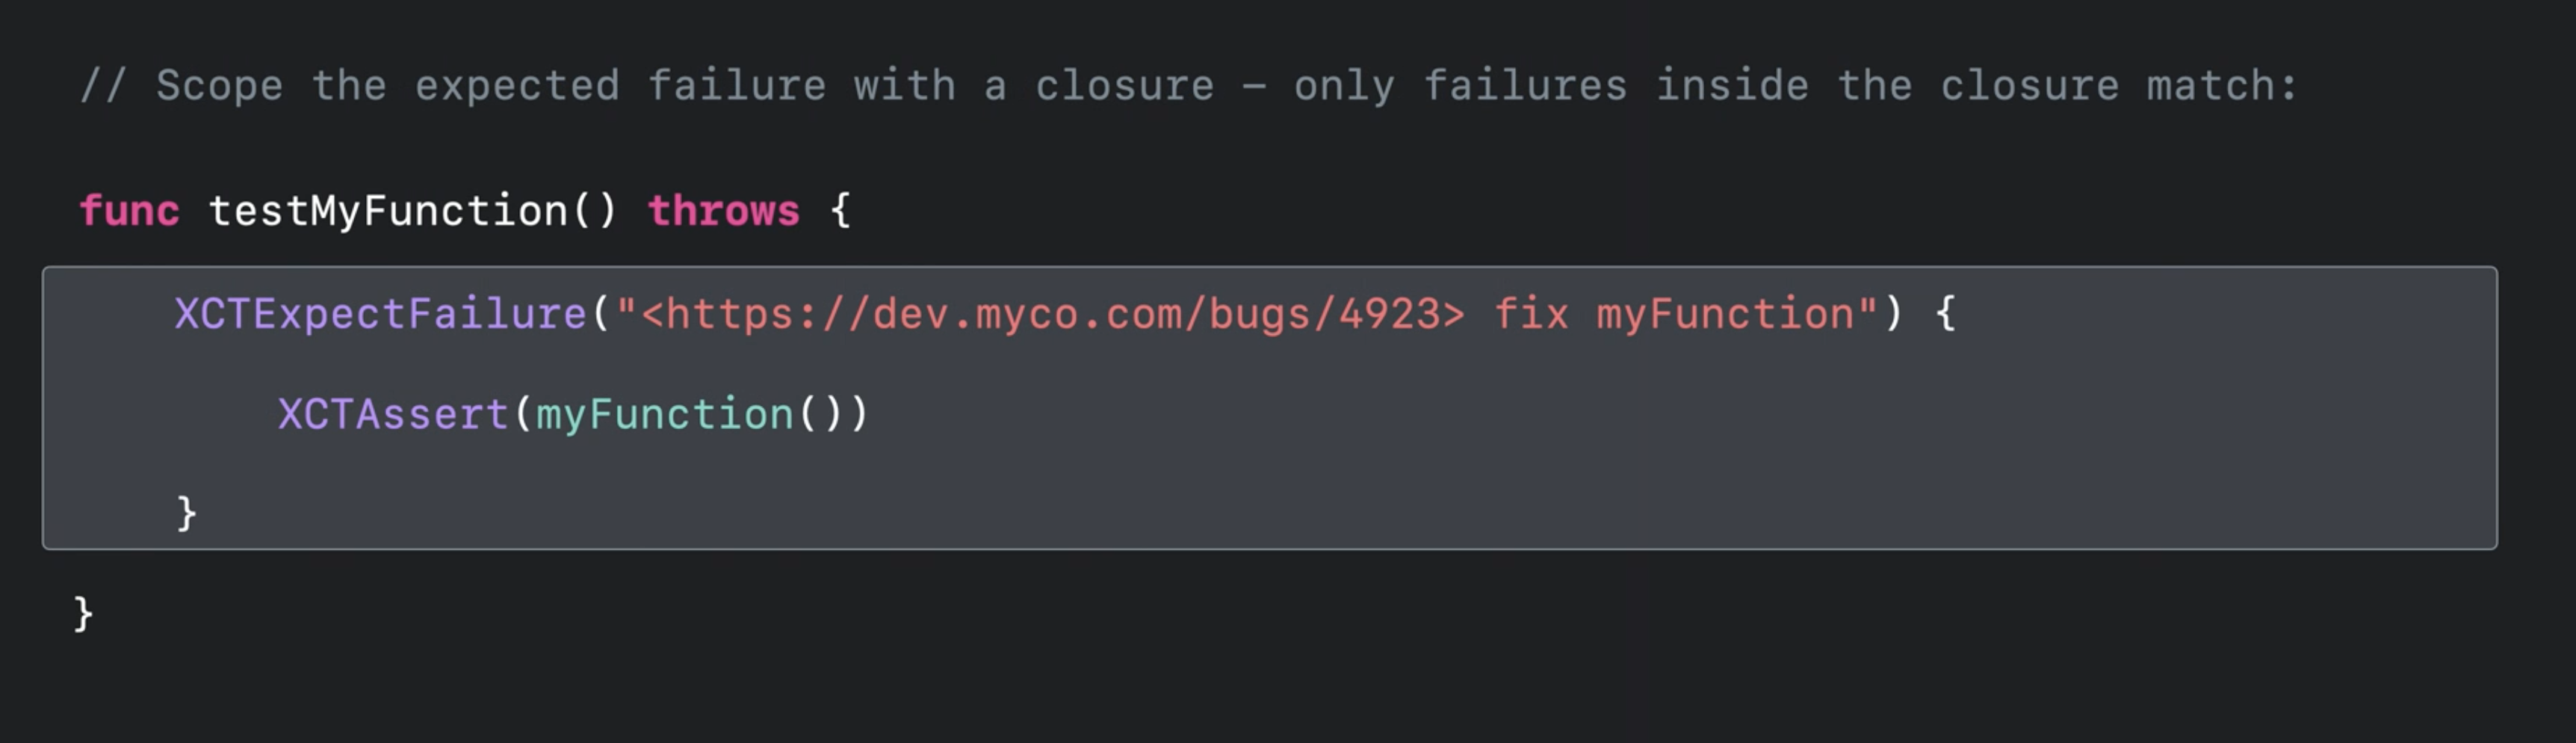 // Scope the expected failure with a closure — only failures inside the closure match:
func testMyFunction() throws {
XCTExpectFailure("<https://dev.myco.com/bugs/4923> fix myFunction") {
XCTAssert(myFunction())
}
}